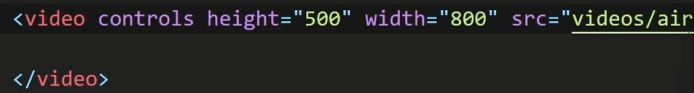 <video controls height="500" width="800" src="videos/air
</video>